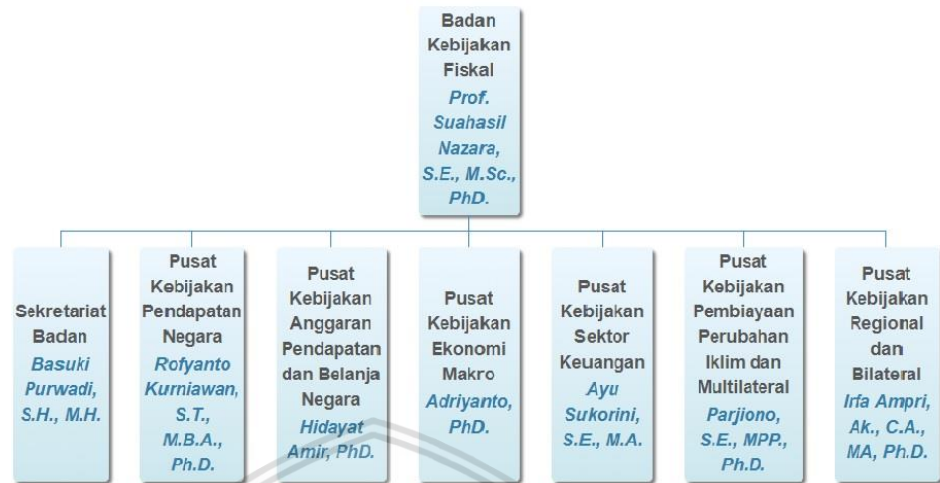 Badan
Kebijakan
Fiskal
Prof.
Suahasil
Nazara,
S.E., M.Sc.,
PhD.
Sekretariat
Badan
Basuki
Purwadi,
S.H., M.H.
Pusat
Kebijakan
Pendapatan
Negara
Rofyanto
Kurniawan,
S.T.,
M.B.A.,
Ph.D.
Pusat
Kebijakan
Anggaran
Pendapatan
dan Belanja
Negara
Hidayat
Amir, PhD.
Pusat
Kebijakan
Ekonomi
Makro
Adriyanto,
PhD.
Pusat
Kebijakan
Sektor
Keuangan
Ayu
Sukorini,
S.E., M.A.
Pusat
Kebijakan
Pembiayaan
Perubahan
Iklim dan
Multilateral
Parjiono,
S.E., MPP.,
Ph.D.
Pusat
Kebijakan
Regional
dan
Bilateral
Irfa Ampri,
Ak., C.A.,
MA, Ph.D.